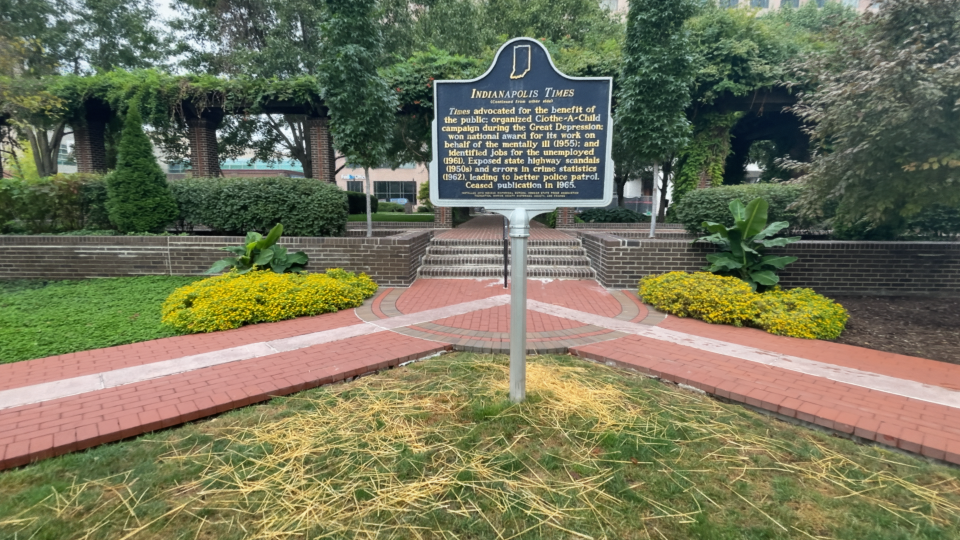 INDIANAPOLIS TIMES
(Continued from other side)
Times advocated for the benefit of
the public: organized Clothe-A-Child
campaign during the Great Depression;
won national award for its work on
behalf of the mentally ill (1955); and
identified jobs for the unemployed
(1961). Exposed state highway scandals
(1950s) and errors in crime statistics
(1962), leading to better police patrol.
Ceased publication in 1965.